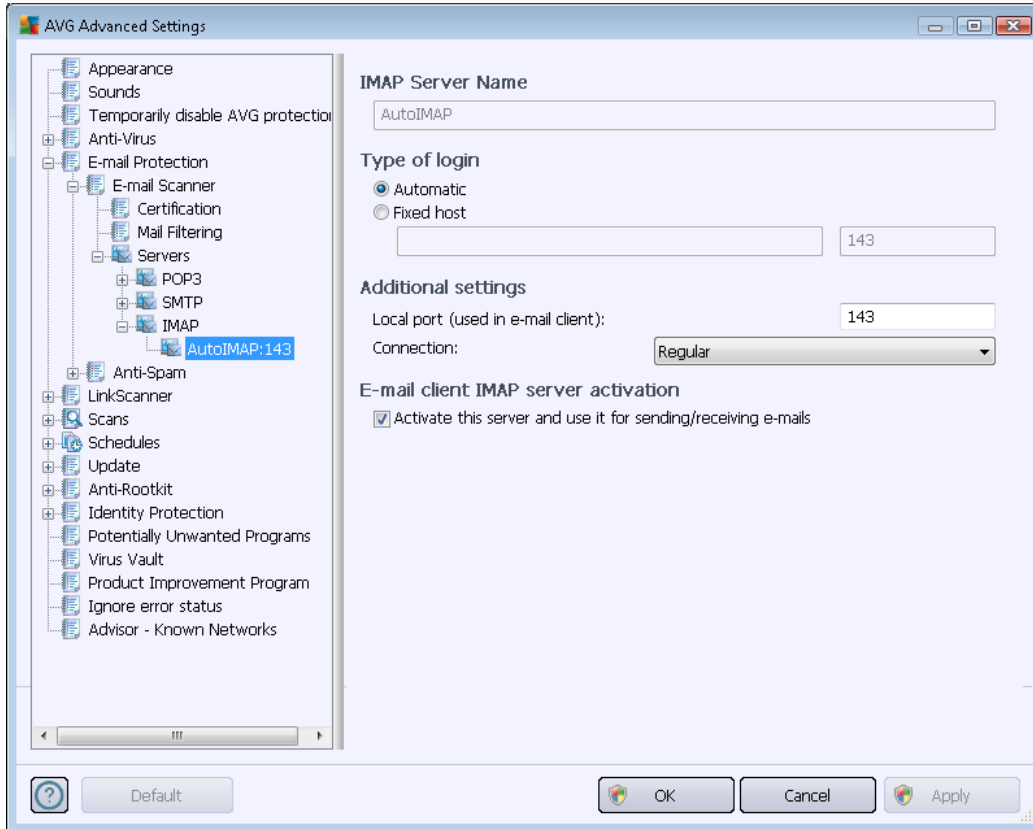 AVG Advanced Settings
Appearance
Sounds
Temporarily disable AVG protection
Anti-Virus
E-mail Protection
E-mail Scanner
Certification
Mail Filtering
Servers
POP3
SMTP
IMAP
AutoIMAP:143
Anti-Spam
LinkScanner
Scans
Schedules
Update
Anti-Rootkit
Identity Protection
Potentially Unwanted Programs
Virus Vault
Product Improvement Program
Ignore error status
Advisor - Known Networks
IMAP Server Name
AutoIMAP
Type of login
Automatic
Fixed host
143
Additional settings
Local port (used in e-mail client): 143
Connection: Regular
E-mail client IMAP server activation
Activate this server and use it for sending/receiving e-mails
? Default OK Cancel Apply